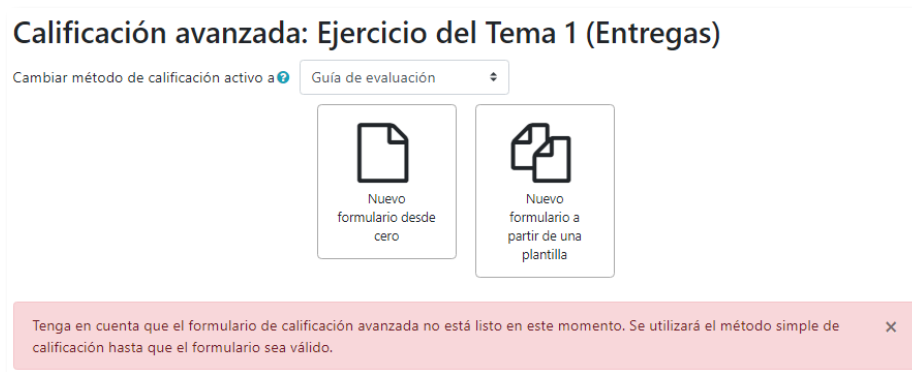 Calificación avanzada: Ejercicio del Tema 1 (Entregas)
Cambiar método de calificación activo a
Guía de evaluación
Nuevo
formulario desde
cero
Nuevo
formulario a
partir de una
plantilla
Tenga en cuenta que el formulario de calificación avanzada no está listo en este momento. Se utilizará el método simple de
calificación hasta que el formulario sea válido.